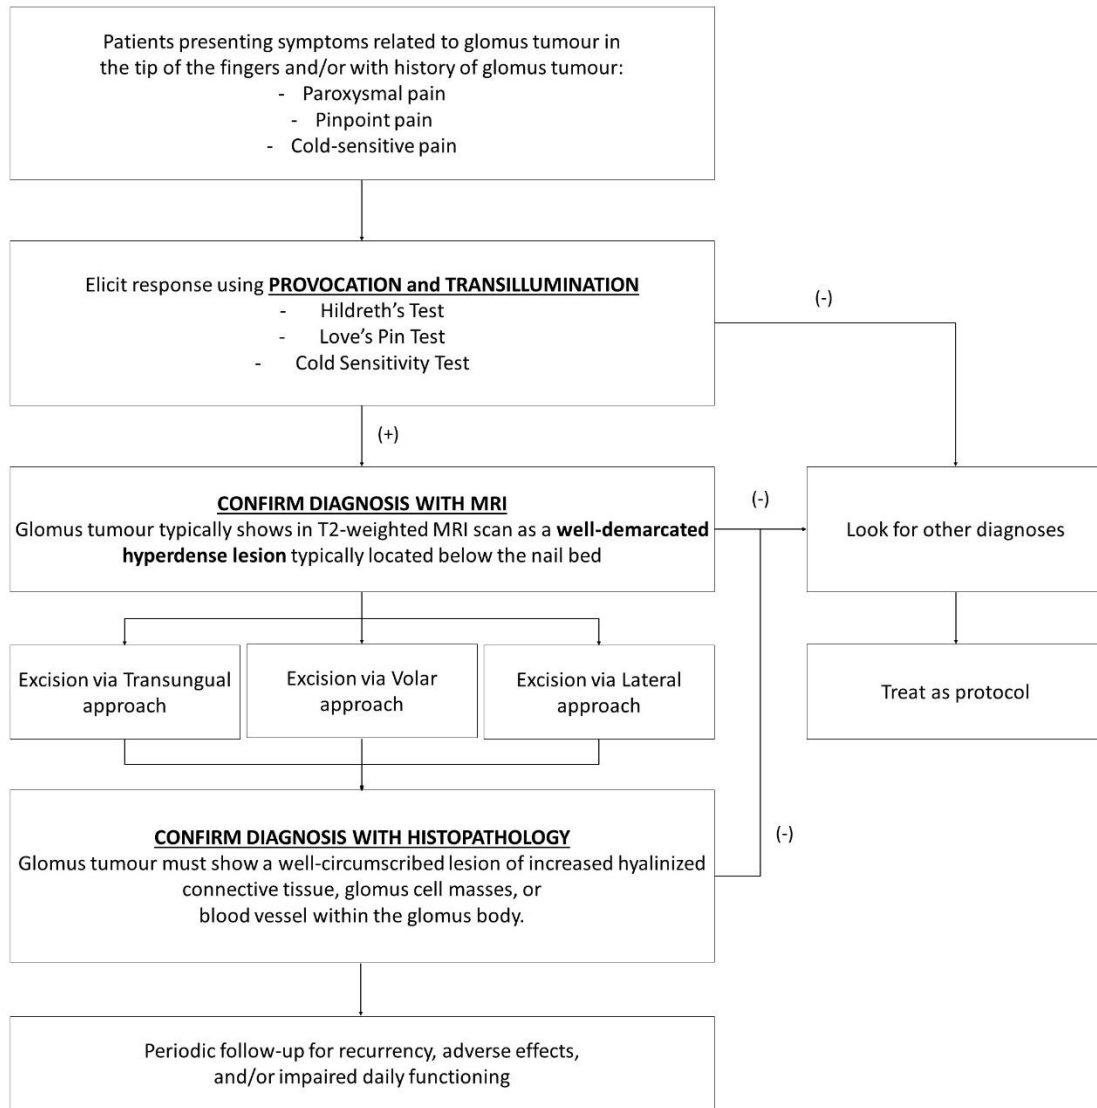 Patients presenting symptoms related to glomus tumour in
the tip of the fingers and/or with history of glomus tumour:
- Paroxysmal pain
- Pinpoint pain
- Cold-sensitive pain
Elicit response using PROVOCATION and TRANSILLUMINATION
- Hildreth's Test
- Love's Pin Test
- Cold Sensitivity Test
(-)
(+)
CONFIRM DIAGNOSIS WITH MRI
Glomus tumour typically shows in T2-weighted MRI scan as a well-demarcated
hyperdense lesion typically located below the nail bed
(-)
Look for other diagnoses
Excision via Transungual
approach
Excision via Volar
approach
Excision via Lateral
approach
Treat as protocol
CONFIRM DIAGNOSIS WITH HISTOPATHOLOGY
Glomus tumour must show a well-circumscribed lesion of increased hyalinized
connective tissue, glomus cell masses, or
blood vessel within the glomus body.
(-)
Periodic follow-up for recurrency, adverse effects,
and/or impaired daily functioning